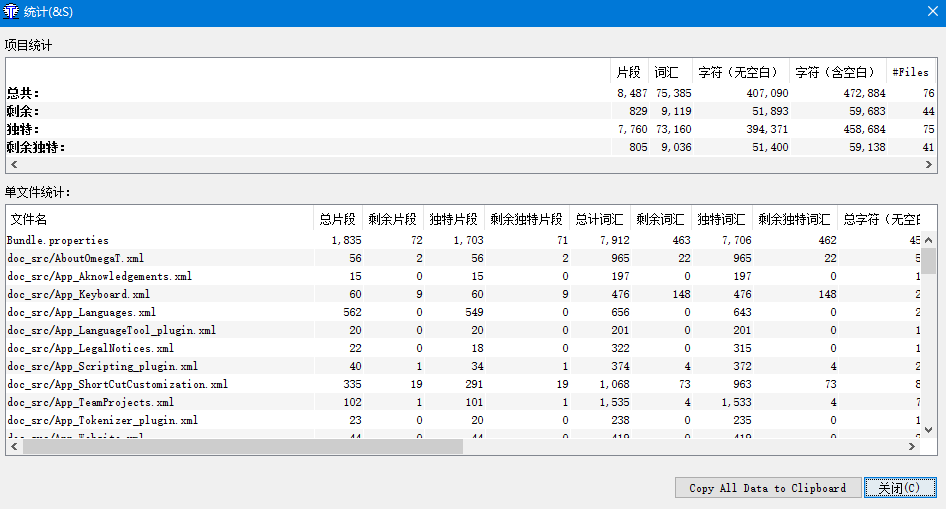 统计(&S)
项目统计
片段 词汇 字符（无空白） 字符（含空白） #Files
总共: 8,487 75,385 407,090 472,884 76
剩余: 829 9,119 51,893 59,683 44
独特: 7,760 73,160 394,371 458,684 75
剩余独特: 805 9,036 51,400 59,138 41
单文件统计:
文件名 总片段 剩余片段 独特片段 剩余独特片段 总计词汇 剩余词汇 独特词汇 剩余独特词汇 总字符（无空白
Bundle.properties 1,835 72 1,703 71 7,912 463 7,706 462 45
doc_src/AboutOmegaT.xml 56 2 56 2 965 22 965 22 5
doc_src/App_Aknowledgements.xml 15 0 15 0 197 0 197 0 1
doc_src/App_Keyboard.xml 60 9 60 9 476 148 476 148 2
doc_src/App_Languages.xml 562 0 549 0 656 0 643 0 2
doc_src/App_LanguageTool_plugin.xml 20 0 20 0 201 0 201 0 1
doc_src/App_LegalNotices.xml 22 0 18 0 322 0 315 0 1
doc_src/App_Scripting_plugin.xml 40 1 34 1 374 4 372 4 2
doc_src/App_ShortCutCustomization.xml 335 19 291 19 1,068 73 963 73 8
doc_src/App_TeamProjects.xml 102 1 101 1 1,535 4 1,533 4 7
doc_src/App_Tokenizer_plugin.xml 23 0 20 0 238 0 235 0 1
doc_src/App_Website.xml 44 0 44 0 419 0 419 0
Copy All Data to Clipboard 关闭(C)